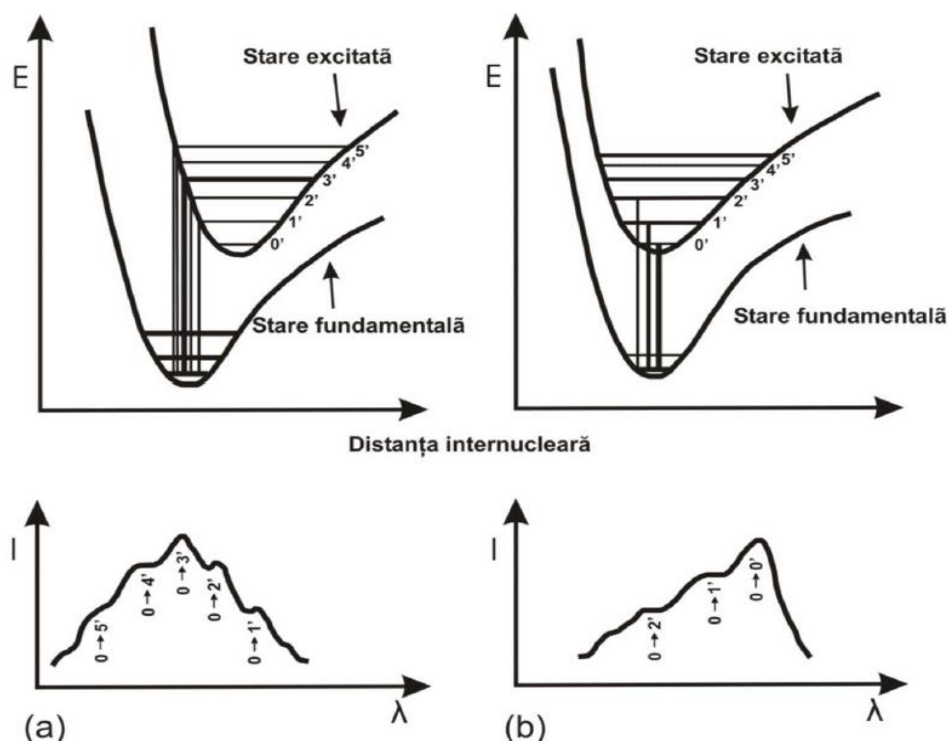 E
Stare excitată
5'
4'
3'
2'
1'
0'
Stare fundamentală
E
Stare excitată
5'
4'
3'
2'
1'
0'
Stare fundamentală
Distanța internucleară
I
0→5'
0→4'
0→3'
0→2'
0→1'
λ
(a)
I
0→2'
0→1'
0→0'
λ
(b)